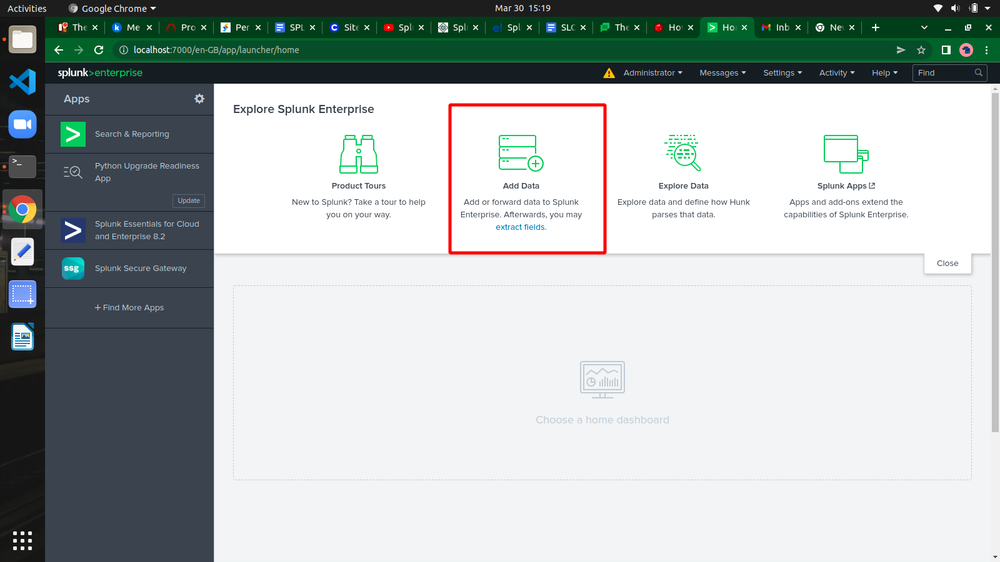 Activities
Google Chrome
Mar 30 15:19
The
Me
Pro
Per
SPL
Site
Splu
Splu
Spl
SLO
The
Hov
Hor
Inb
Nev
localhost:7000/en-GB/app/launcher/home
splunk>enterprise
Administrator
Messages
Settings
Activity
Help
Find
Apps
Search & Reporting
Python Upgrade Readiness
App
Update
Splunk Essentials for Cloud
and Enterprise 8.2
ssg
Splunk Secure Gateway
+ Find More Apps
Explore Splunk Enterprise
Product Tours
New to Splunk? Take a tour to help
you on your way.
Add Data
Add or forward data to Splunk
Enterprise. Afterwards, you may
extract fields.
Explore Data
Explore data and define how Hunk
parses that data.
Splunk Apps
Apps and add-ons extend the
capabilities of Splunk Enterprise.
Close
Choose a home dashboard